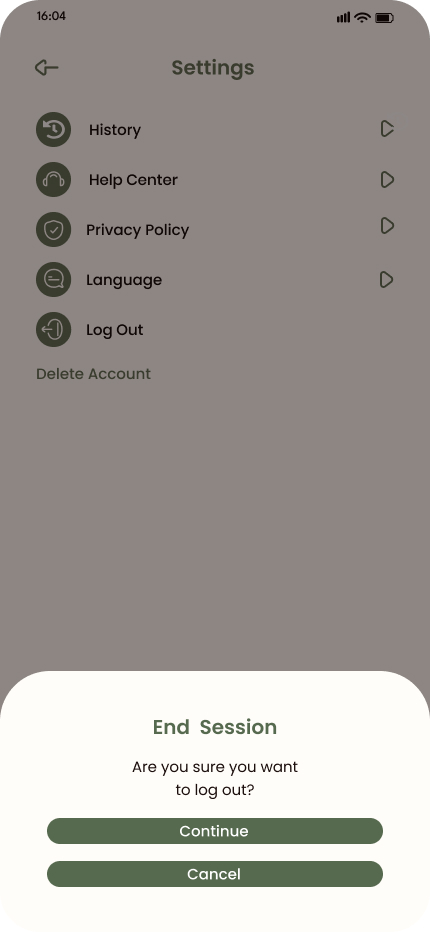 16:04
Settings
History
Help Center
Privacy Policy
Language
Log Out
Delete Account
End Session
Are you sure you want
to log out?
Continue
Cancel